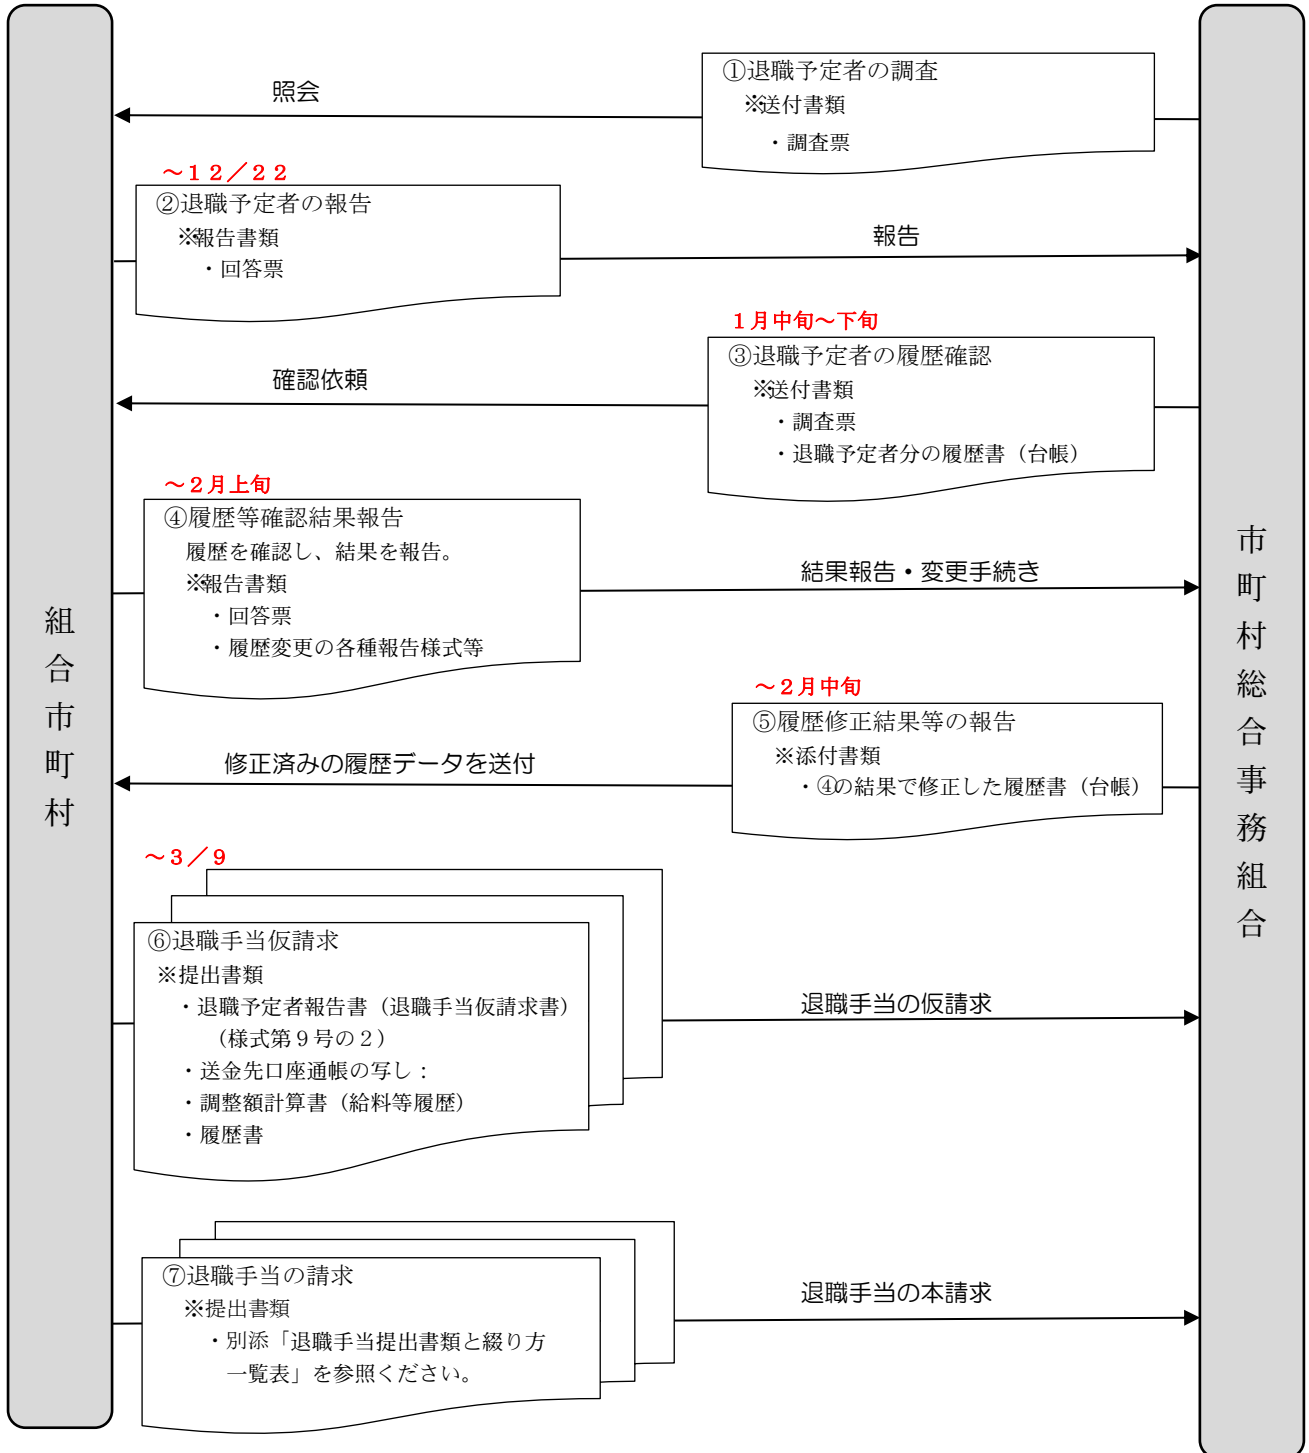 ①退職予定者の調査
※送付書類
・調査票
照会
～１２／２２
②退職予定者の報告
※報告書類
・回答票
報告
１月中旬～下旬
③退職予定者の履歴確認
※送付書類
・調査票
・退職予定者分の履歴書（台帳）
確認依頼
～２月上旬
④履歴等確認結果報告
履歴を確認し、結果を報告。
※報告書類
・回答票
・履歴変更の各種報告様式等
結果報告・変更手続き
～２月中旬
⑤履歴修正結果等の報告
※添付書類
・④の結果で修正した履歴書（台帳）
修正済みの履歴データを送付
～３／９
⑥退職手当仮請求
※提出書類
・退職予定者報告書（退職手当仮請求書）
（様式第９号の２）
・送金先口座通帳の写し：
・調整額計算書（給料等履歴）
・履歴書
退職手当の仮請求
⑦退職手当の請求
※提出書類
・別添「退職手当提出書類と綴り方
一覧表」を参照ください。
退職手当の本請求
組合市町村
市町村総合事務組合